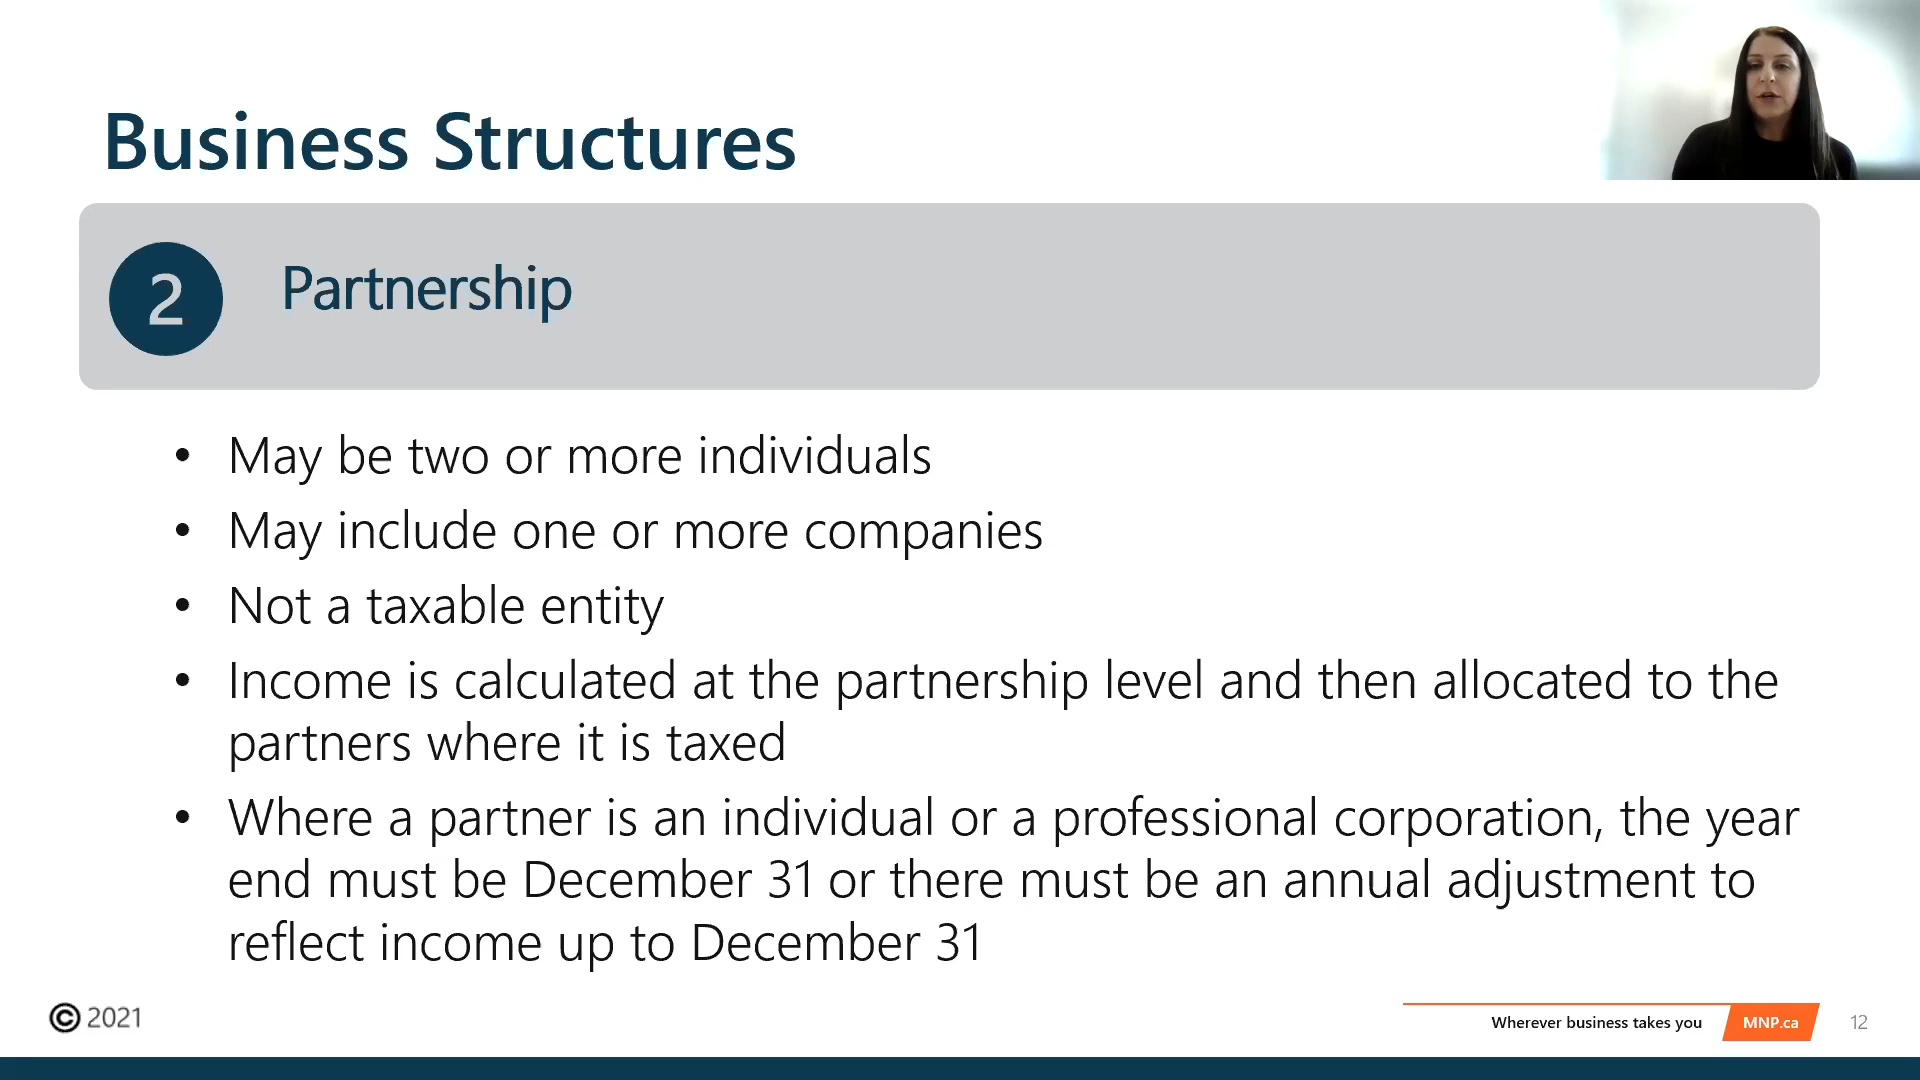 Business Structures
2
Partnership
• May be two or more individuals
• May include one or more companies
• Not a taxable entity
• Income is calculated at the partnership level and then allocated to the
partners where it is taxed
• Where a partner is an individual or a professional corporation, the year
end must be December 31 or there must be an annual adjustment to
reflect income up to December 31
© 2021
Wherever business takes you
MNP.ca
12